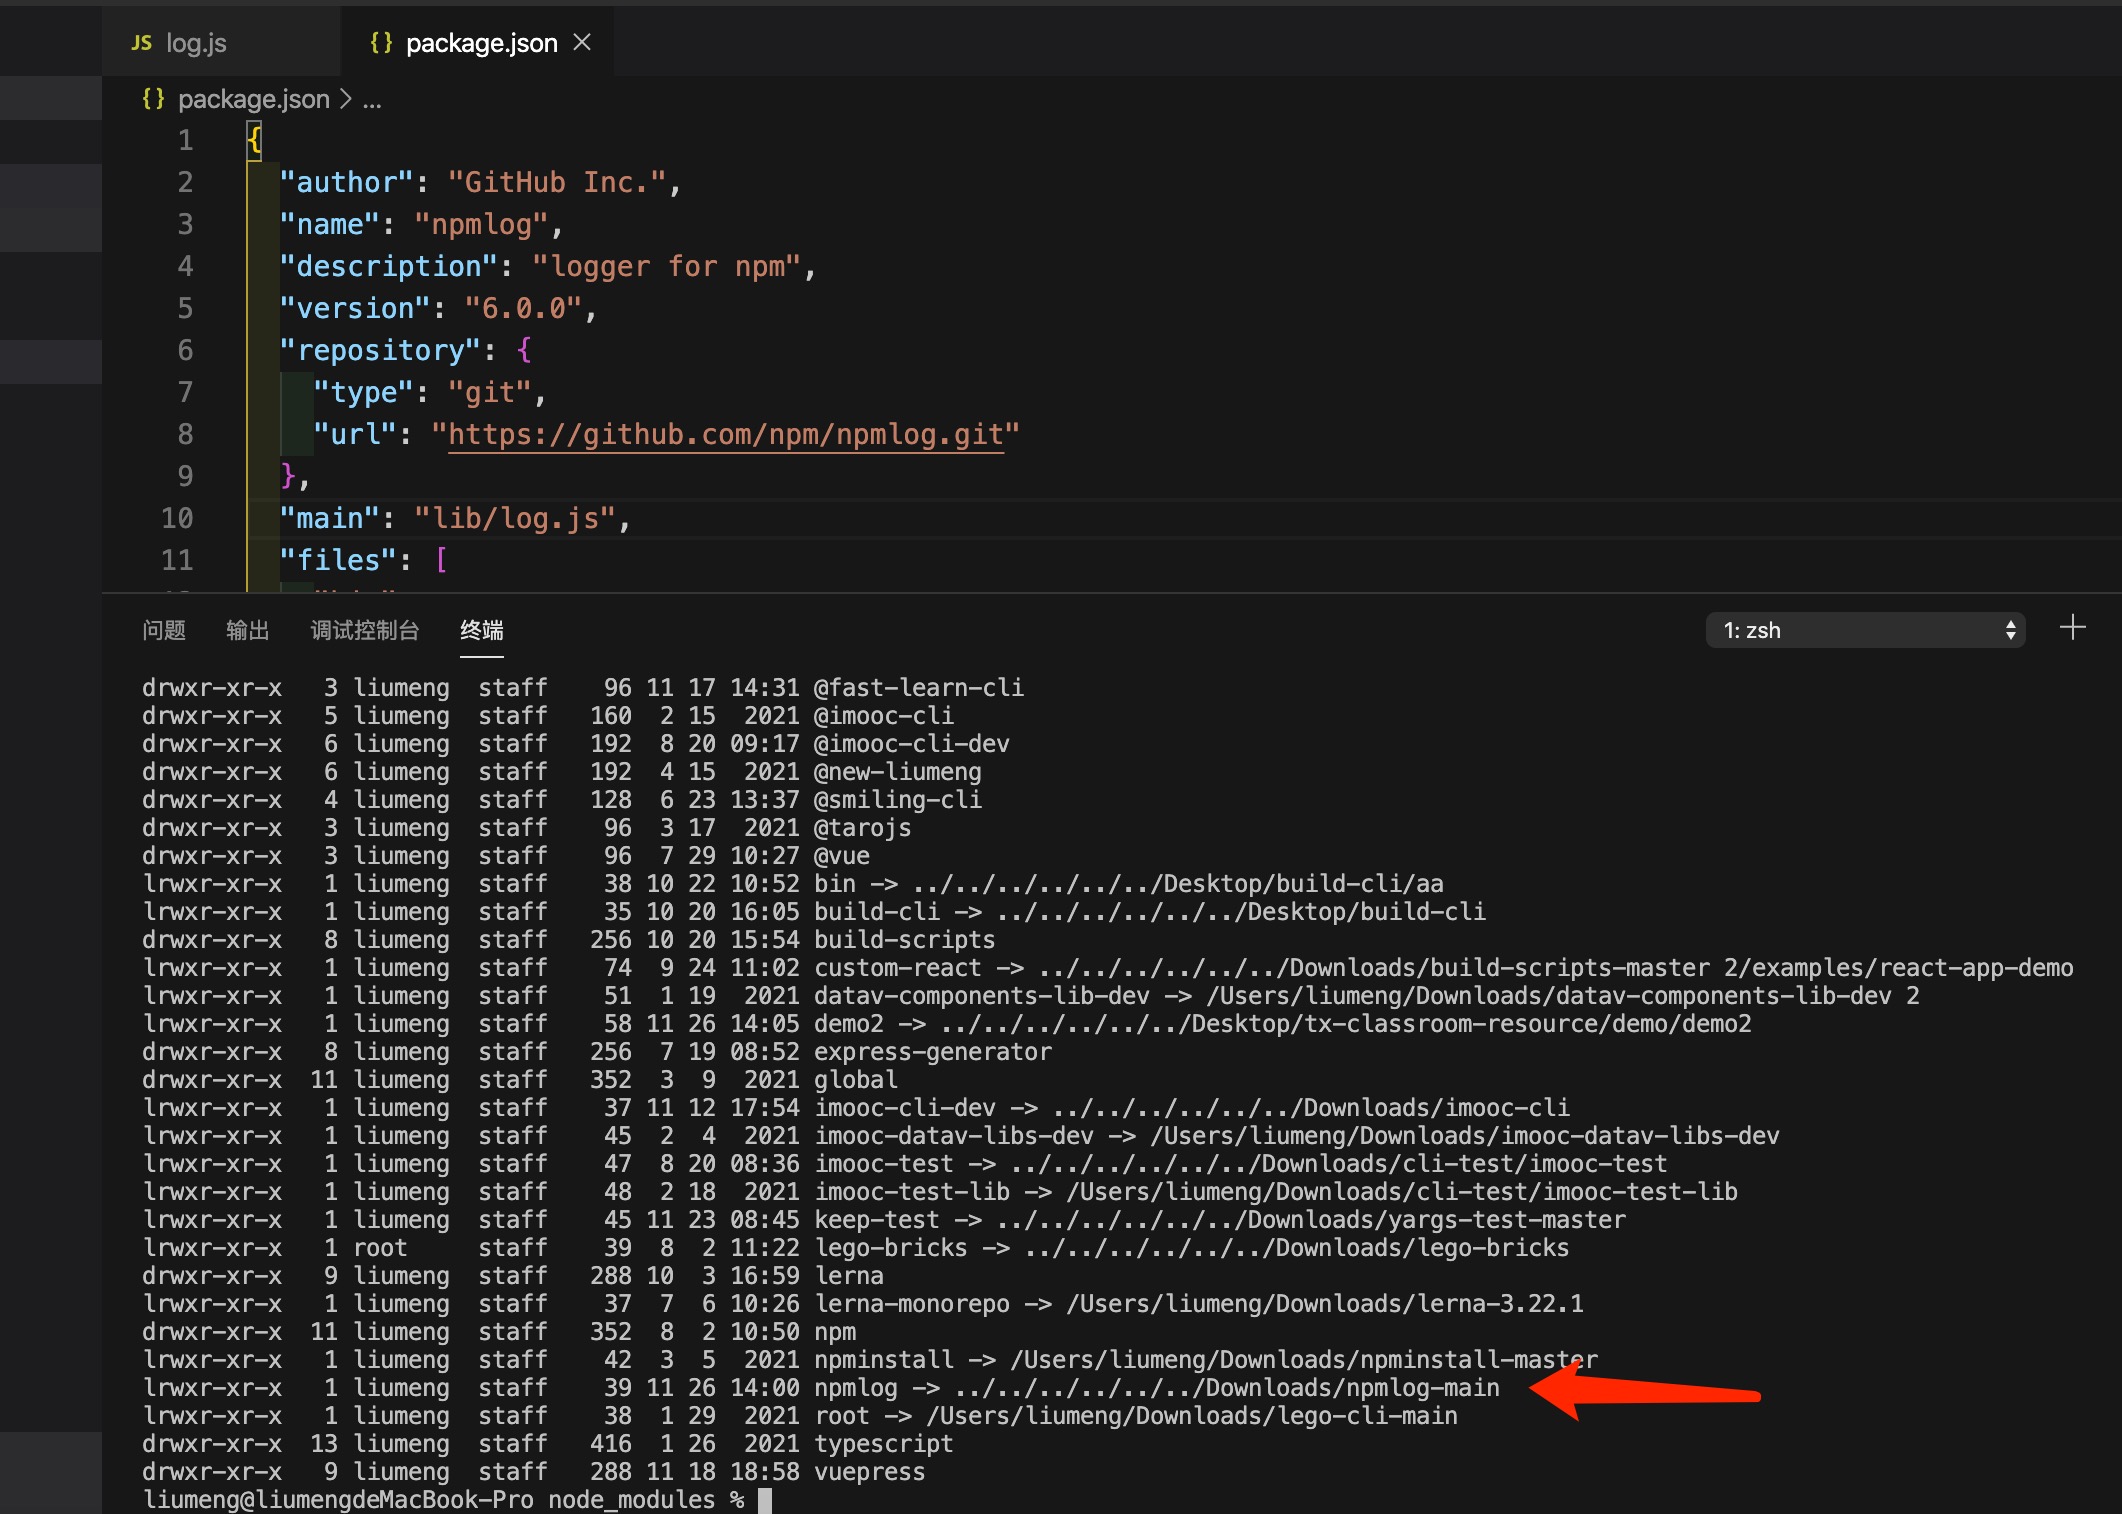 JS log.js
{} package.json ×
{} package.json > ...
1 {
2 "author": "GitHub Inc.",
3 "name": "npmlog",
4 "description": "logger for npm",
5 "version": "6.0.0",
6 "repository": {
7 "type": "git",
8 "url": "https://github.com/npm/npmlog.git"
9 },
10 "main": "lib/log.js",
11 "files": [
问题 输出 调试控制台 终端 1: zsh
drwxr-xr-x 3 liumeng staff 96 11 17 14:31 @fast-learn-cli
drwxr-xr-x 5 liumeng staff 160 2 15 2021 @imooc-cli
drwxr-xr-x 6 liumeng staff 192 8 20 09:17 @imooc-cli-dev
drwxr-xr-x 6 liumeng staff 192 4 15 2021 @new-liumeng
drwxr-xr-x 4 liumeng staff 128 6 23 13:37 @smiling-cli
drwxr-xr-x 3 liumeng staff 96 3 17 2021 @tarojs
drwxr-xr-x 3 liumeng staff 96 7 29 10:27 @vue
lrwxr-xr-x 1 liumeng staff 38 10 22 10:52 bin -> ../../../../../../Desktop/build-cli/aa
lrwxr-xr-x 1 liumeng staff 35 10 20 16:05 build-cli -> ../../../../../../Desktop/build-cli
drwxr-xr-x 8 liumeng staff 256 10 20 15:54 build-scripts
lrwxr-xr-x 1 liumeng staff 74 9 24 11:02 custom-react -> ../../../../../../Downloads/build-scripts-master 2/examples/react-app-demo
lrwxr-xr-x 1 liumeng staff 51 1 19 2021 datav-components-lib-dev -> /Users/liumeng/Downloads/datav-components-lib-dev 2
lrwxr-xr-x 1 liumeng staff 58 11 26 14:05 demo2 -> ../../../../../../Desktop/tx-classroom-resource/demo/demo2
drwxr-xr-x 8 liumeng staff 256 7 19 08:52 express-generator
drwxr-xr-x 11 liumeng staff 352 3 9 2021 global
lrwxr-xr-x 1 liumeng staff 37 11 12 17:54 imooc-cli-dev -> ../../../../../../Downloads/imooc-cli
lrwxr-xr-x 1 liumeng staff 45 2 4 2021 imooc-datav-libs-dev -> /Users/liumeng/Downloads/imooc-datav-libs-dev
lrwxr-xr-x 1 liumeng staff 47 8 20 08:36 imooc-test -> ../../../../../../Downloads/cli-test/imooc-test
lrwxr-xr-x 1 liumeng staff 48 2 18 2021 imooc-test-lib -> /Users/liumeng/Downloads/cli-test/imooc-test-lib
lrwxr-xr-x 1 liumeng staff 45 11 23 08:45 keep-test -> ../../../../../../Downloads/yargs-test-master
lrwxr-xr-x 1 root staff 39 8 2 11:22 lego-bricks -> ../../../../../../Downloads/lego-bricks
drwxr-xr-x 9 liumeng staff 288 10 3 16:59 lerna
lrwxr-xr-x 1 liumeng staff 37 7 6 10:26 lerna-monorepo -> /Users/liumeng/Downloads/lerna-3.22.1
drwxr-xr-x 11 liumeng staff 352 8 2 10:50 npm
lrwxr-xr-x 1 liumeng staff 42 3 5 2021 npminstall -> /Users/liumeng/Downloads/npminstall-master
lrwxr-xr-x 1 liumeng staff 39 11 26 14:00 npmlog -> ../../../../../../Downloads/npmlog-main
lrwxr-xr-x 1 liumeng staff 38 1 29 2021 root -> /Users/liumeng/Downloads/lego-cli-main
drwxr-xr-x 13 liumeng staff 416 1 26 2021 typescript
drwxr-xr-x 9 liumeng staff 288 11 18 18:58 vuepress
liumeng@liumengdeMacBook-Pro node_modules %